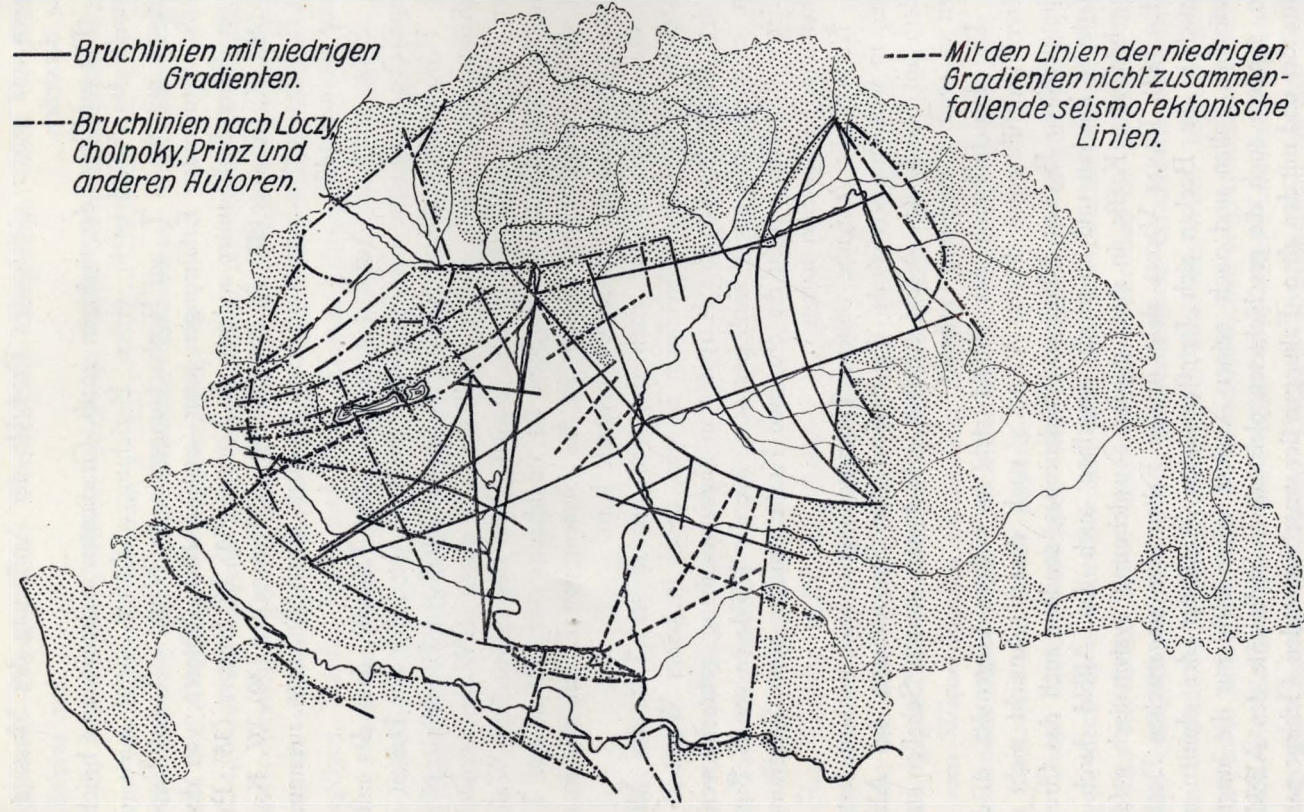 Bruchlinien mit niedrigen
Gradienten.
Bruchlinien nach Lòczy,
Cholnoky, Prinz und
anderen Autoren.
Mit den Linien der niedrigen
Gradienten nicht zusammen-
fallende seismotektonische
Linien.